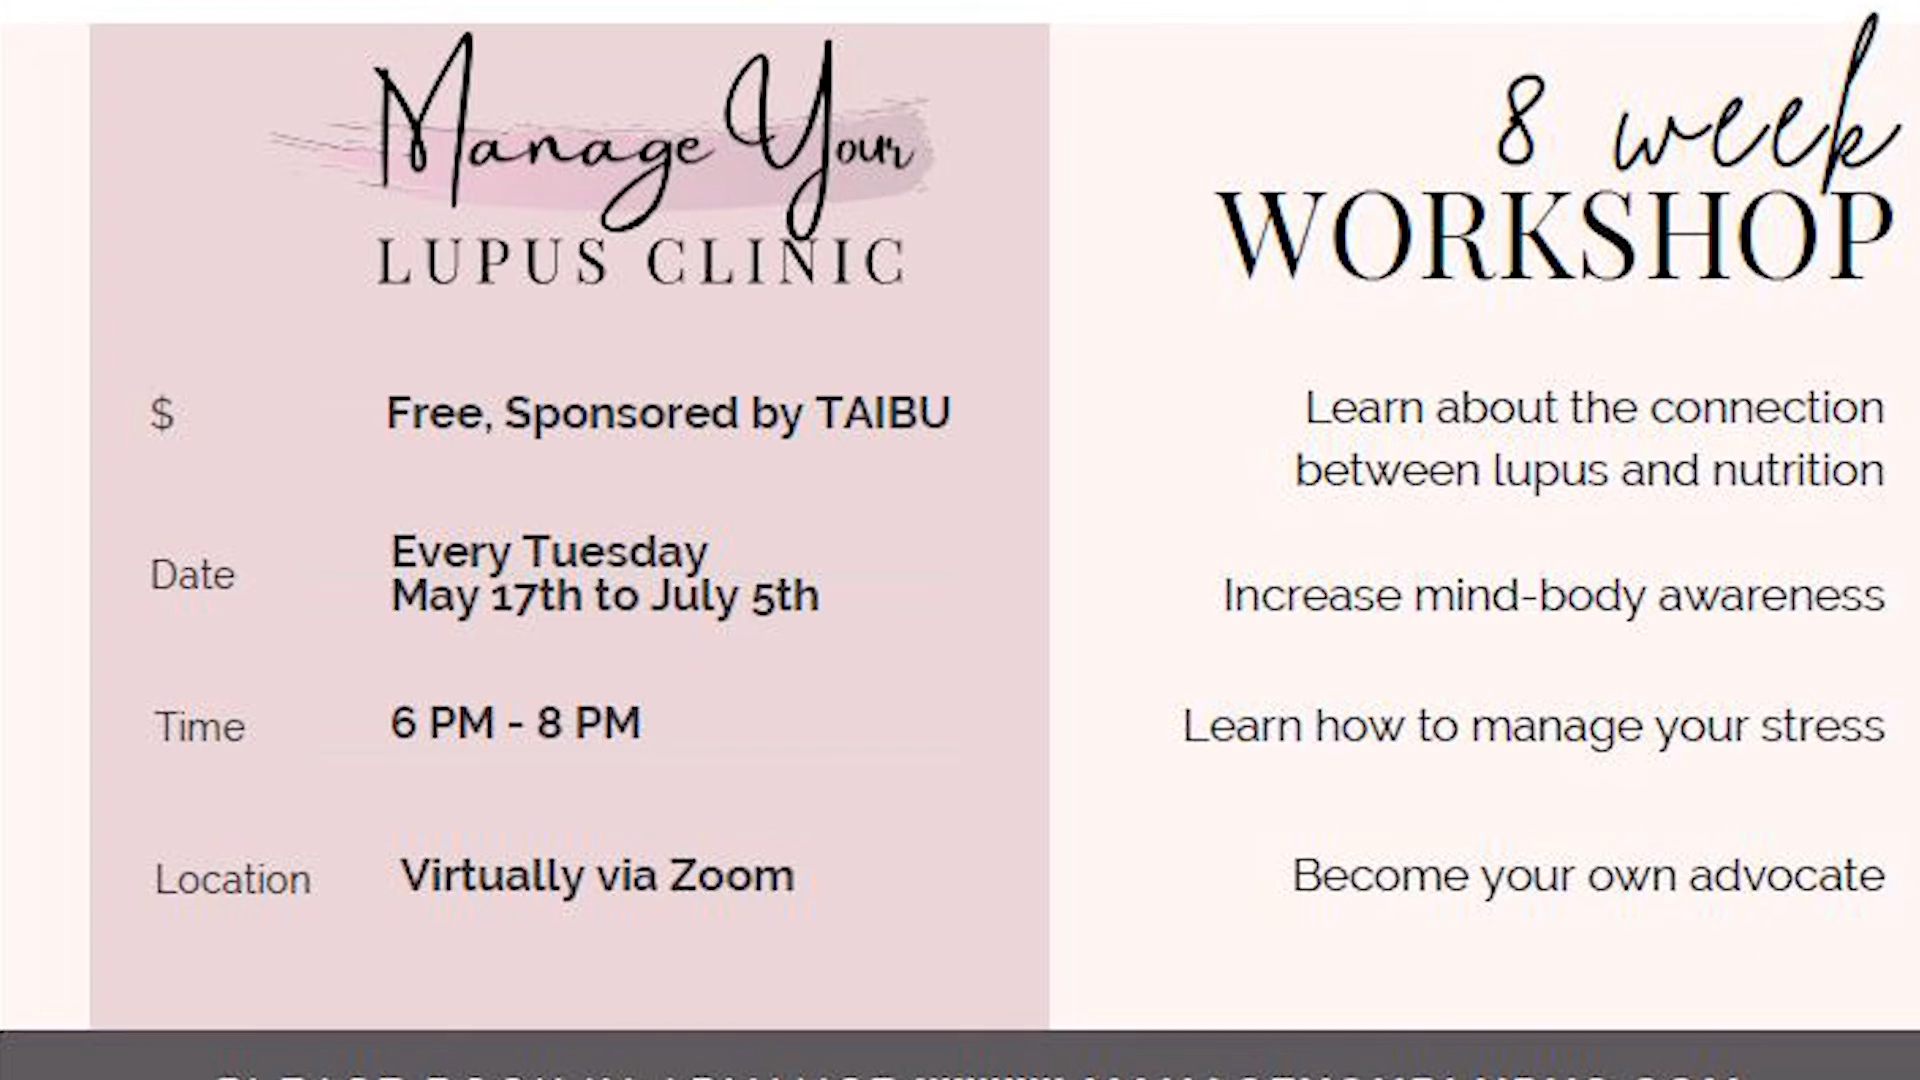 Manage Your
LUPUS CLINIC
$ Free, Sponsored by TAIBU
Date Every Tuesday
May 17th to July 5th
Time 6 PM - 8 PM
Location Virtually via Zoom
8 week
WORKSHOP
Learn about the connection
between lupus and nutrition
Increase mind-body awareness
Learn how to manage your stress
Become your own advocate